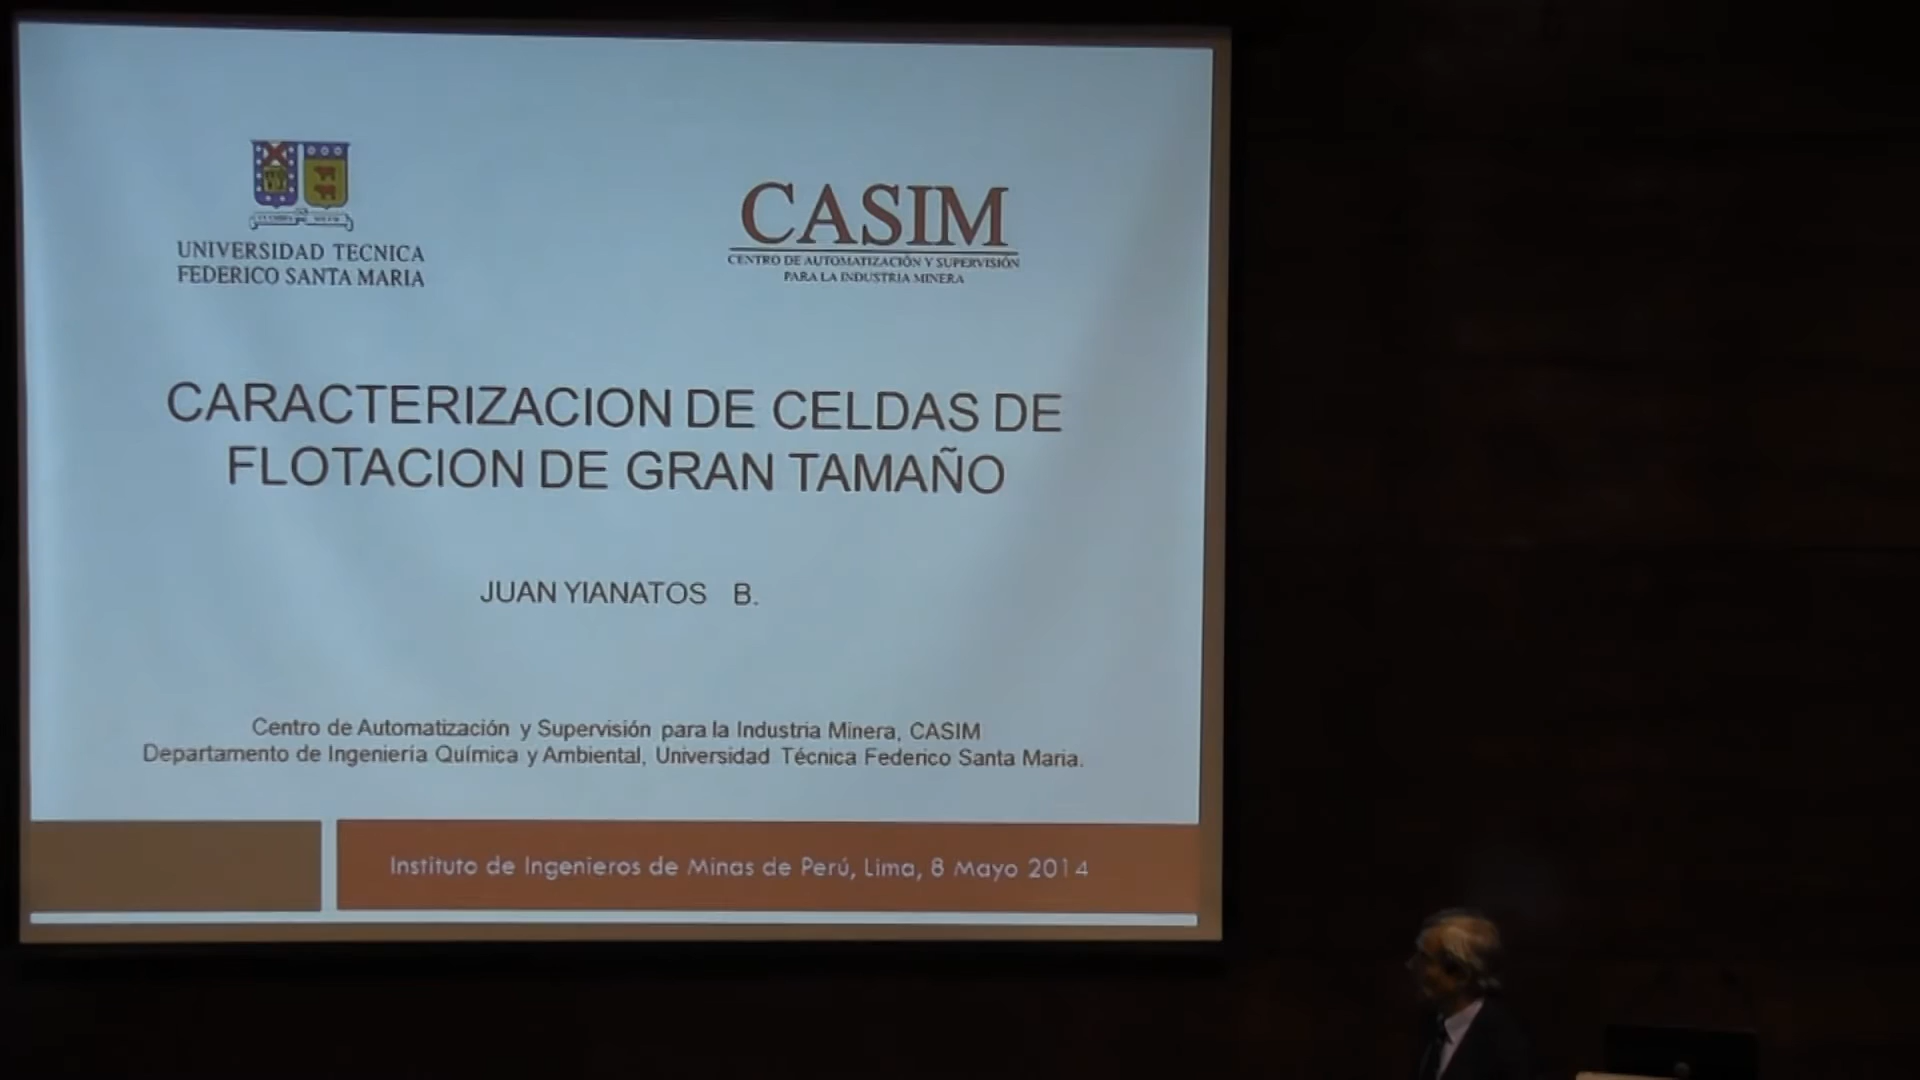 UNIVERSIDAD TECNICA
FEDERICO SANTA MARIA
CASIM
CENTRO DE AUTOMATIZACIÓN Y SUPERVISIÓN
PARA LA INDUSTRIA MINERA
CARACTERIZACION DE CELDAS DE
FLOTACION DE GRAN TAMAÑO
JUAN YIANATOS B.
Centro de Automatización y Supervisión para la Industria Minera, CASIM
Departamento de Ingeniería Química y Ambiental, Universidad Técnica Federico Santa Maria.
Instituto de Ingenieros de Minas de Perú, Lima, 8 Mayo 2014